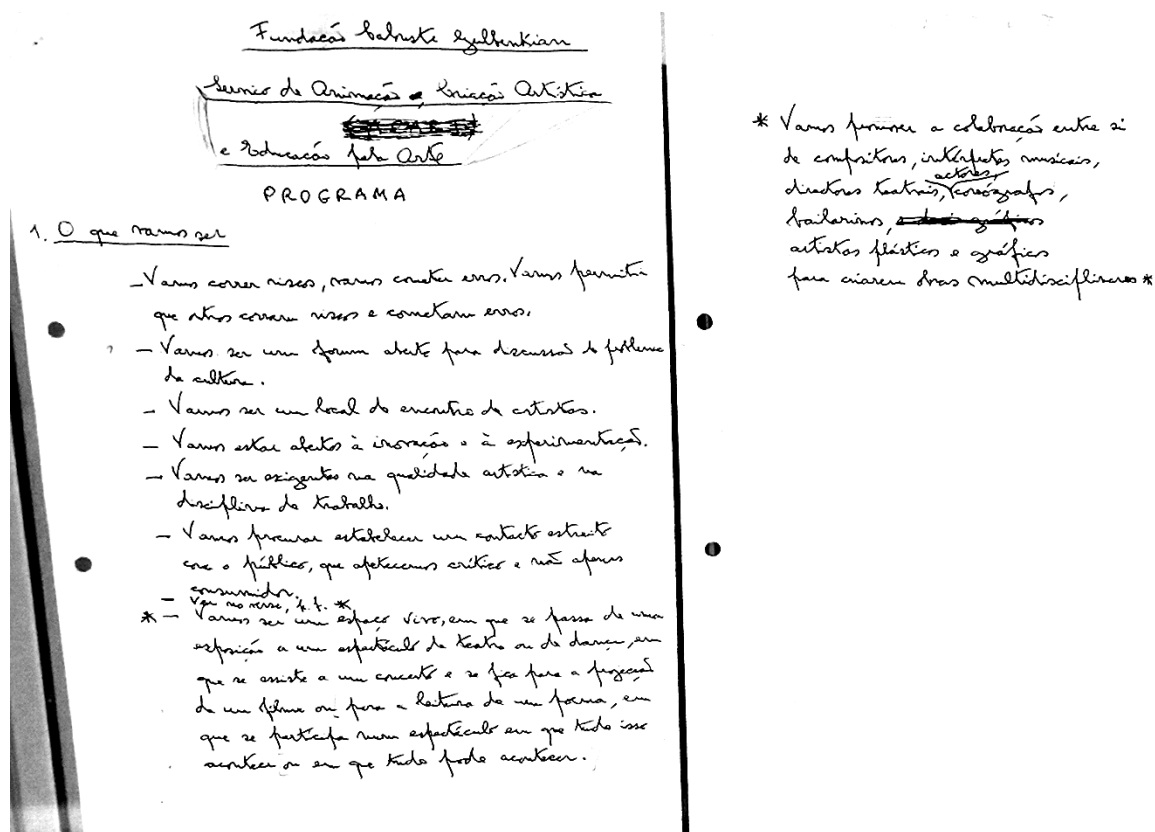 Fundação Calouste Gulbenkian
Serviço de Animação e Criação Artística
e Educação pela Arte
PROGRAMA
1. O que vamos ser
- Vamos correr riscos, vamos cometer erros. Vamos permitir
que outros corram riscos e cometam erros.
- Vamos ser um forum aberto para discussão do problema
da cultura.
- Vamos ser um local de encontro de artistas.
- Vamos estar abertos à inovação e à experimentação.
- Vamos ser exigentes na qualidade artística e na
disciplina de trabalho.
- Vamos procurar estabelecer um contacto estreito
com o público, que apetecemos crítico e não apenas
consumidor.
- Ver no verso, p. f. *
* - Vamos ser um espaço vivo, em que se passa de uma
exposição a um espectáculo de teatro ou de dança, em
que se assiste a um concerto e se fica para a projecção
de um filme ou para a leitura de um poema, em
que se participa num espectáculo em que tudo isso
acontece ou em que tudo pode acontecer.
* Vamos promover a colaboração entre si
de compositores, intérpretes musicais,
directores teatrais, actores, coreógrafos,
bailarinos,
artistas plásticos e gráficos
para criarem obras multidisciplinares *